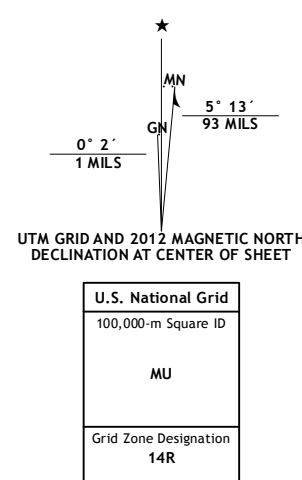 ★
MN
GN
5° 13´
93 MILS
0° 2´
1 MILS
UTM GRID AND 2012 MAGNETIC NORTH
DECLINATION AT CENTER OF SHEET
U.S. National Grid
100,000-m Square ID
MU
Grid Zone Designation
14R